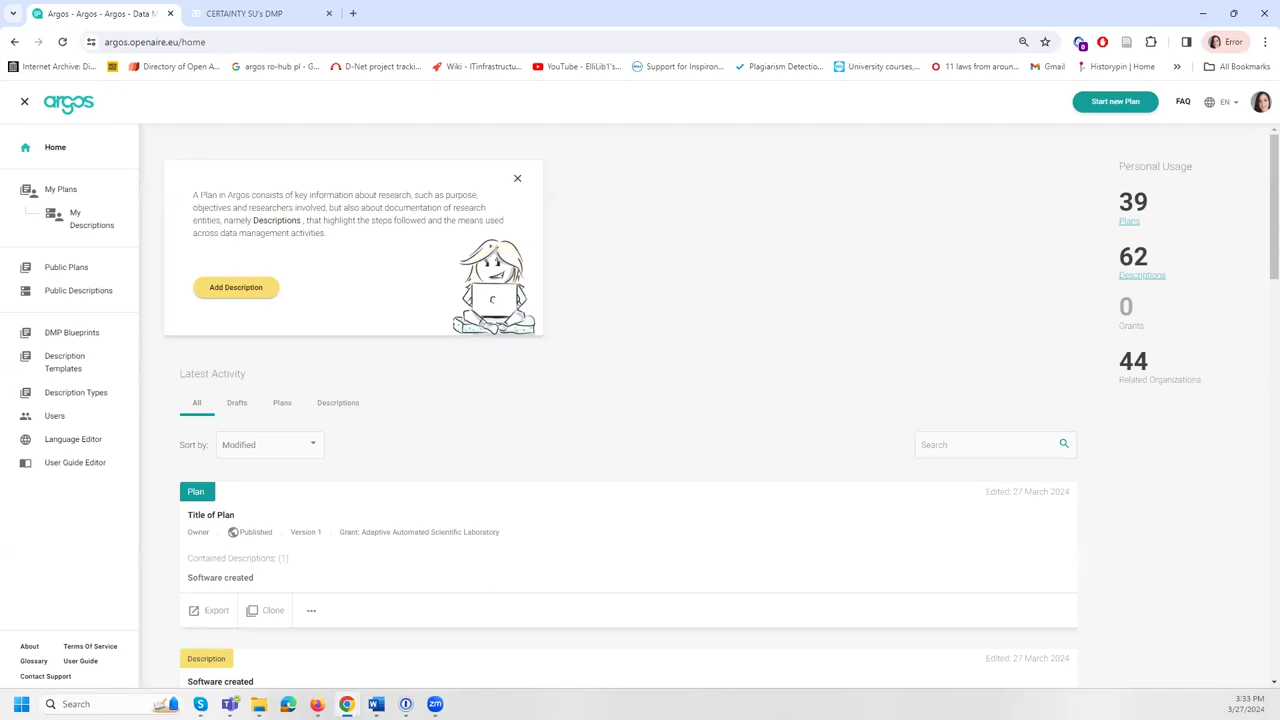 Argos - Argos - Argos - Data M
CERTAINTY SU's DMP
argos.openaire.eu/home
0
Error
Internet Archive: Di...
Directory of Open A...
argos ro-hub pl - G...
D-Net project tracki...
Wiki - ITinfrastructu...
YouTube - ElliLib1's...
Support for Inspiron...
Plagiarism Detectio...
University courses,...
11 laws from aroun...
Gmail
Historypin | Home
All Bookmarks
argos
Start new Plan
FAQ
EN
Home
My Plans
My
Descriptions
Public Plans
Public Descriptions
DMP Blueprints
Description
Templates
Description Types
Users
Language Editor
User Guide Editor
About
Terms Of Service
Glossary
User Guide
Contact Support
A Plan in Argos consists of key information about research, such as purpose,
objectives and researchers involved, but also about documentation of research
entities, namely Descriptions , that highlight the steps followed and the means used
across data management activities.
Add Description
Personal Usage
39
Plans
62
Descriptions
0
Grants
44
Related Organizations
Latest Activity
All
Drafts
Plans
Descriptions
Sort by:
Modified
Search
Plan
Edited: 27 March 2024
Title of Plan
Owner . Published . Version 1 . Grant: Adaptive Automated Scientific Laboratory
Contained Descriptions: (1)
Software created
Export
Clone
Description
Edited: 27 March 2024
Software created
Search
3:33 PM
3/27/2024